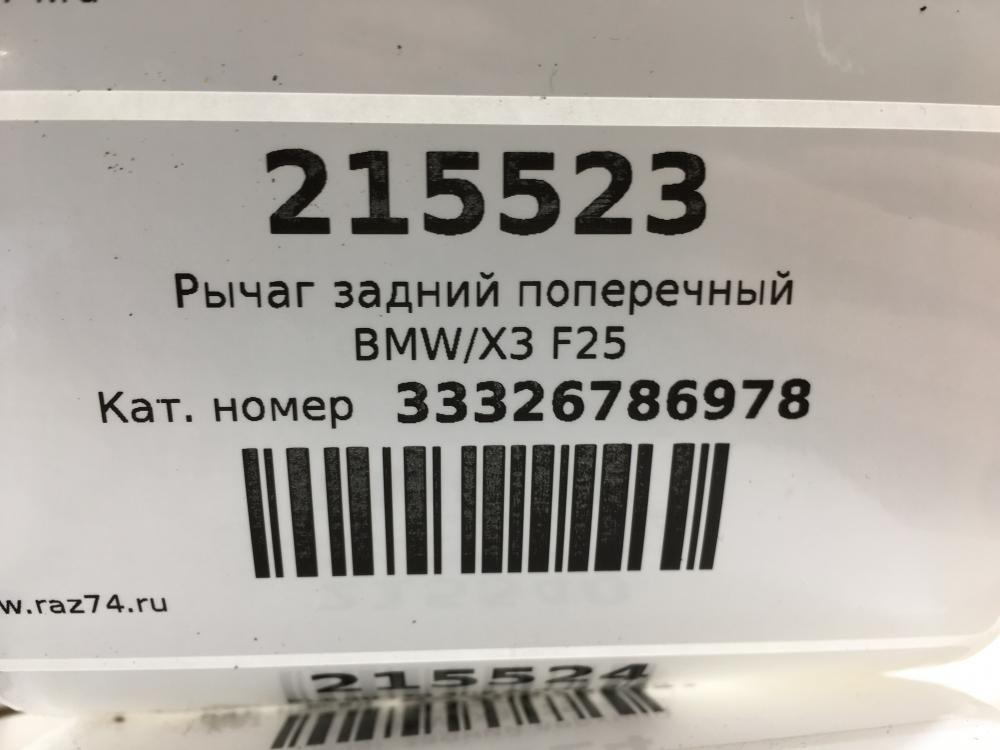 215523
Рычаг задний поперечный
BMW/X3 F25
Кат. номер 33326786978
w.raz74.ru
215524